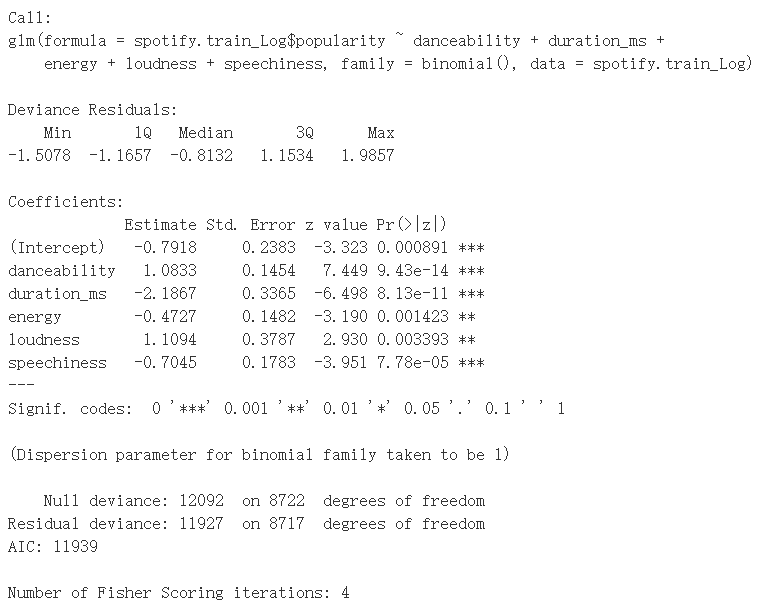 Call:
glm(formula = spotify.train_Log$popularity ~ danceability + duration_ms +
    energy + loudness + speechiness, family = binomial(), data = spotify.train_Log)
Deviance Residuals:
    Min       1Q   Median       3Q      Max
-1.5078  -1.1657  -0.8132   1.1534   1.9857
Coefficients:
             Estimate Std. Error z value Pr(>|z|)
(Intercept)   -0.7918     0.2383  -3.323 0.000891 ***
danceability   1.0833     0.1454   7.449 9.43e-14 ***
duration_ms   -2.1867     0.3365  -6.498 8.13e-11 ***
energy        -0.4727     0.1482  -3.190 0.001423 **
loudness       1.1094     0.3787   2.930 0.003393 **
speechiness   -0.7045     0.1783  -3.951 7.78e-05 ***
---
Signif. codes:  0 '***' 0.001 '**' 0.01 '*' 0.05 '.' 0.1 ' ' 1
(Dispersion parameter for binomial family taken to be 1)
    Null deviance: 12092  on 8722  degrees of freedom
Residual deviance: 11927  on 8717  degrees of freedom
AIC: 11939
Number of Fisher Scoring iterations: 4